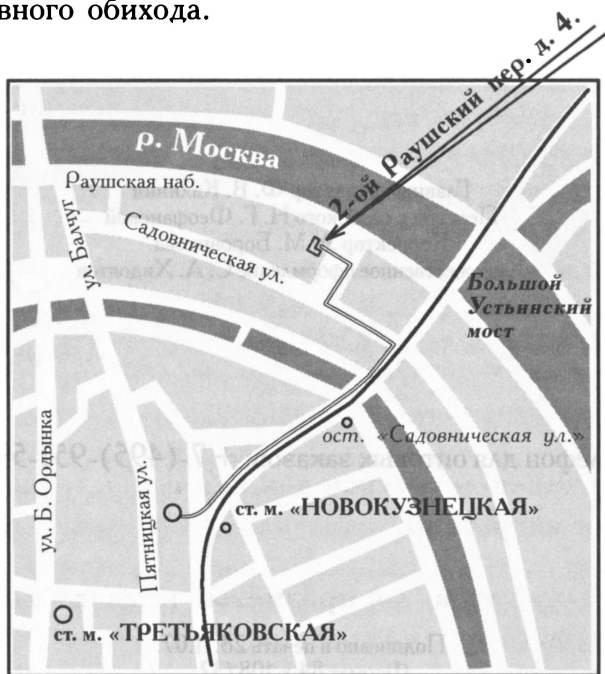 вного обихода.
2-ой Раушский пер. д. 4.
р. Москва
Раушская наб.
ул. Балчуг
Садовническая ул.
Большой
Устьинский
мост
ул. Б. Ордынка
Пятницкая ул.
ост. «Садовническая ул.»
ст. м. «НОВОКУЗНЕЦКАЯ»
ст. м. «ТРЕТЬЯКОВСКАЯ»